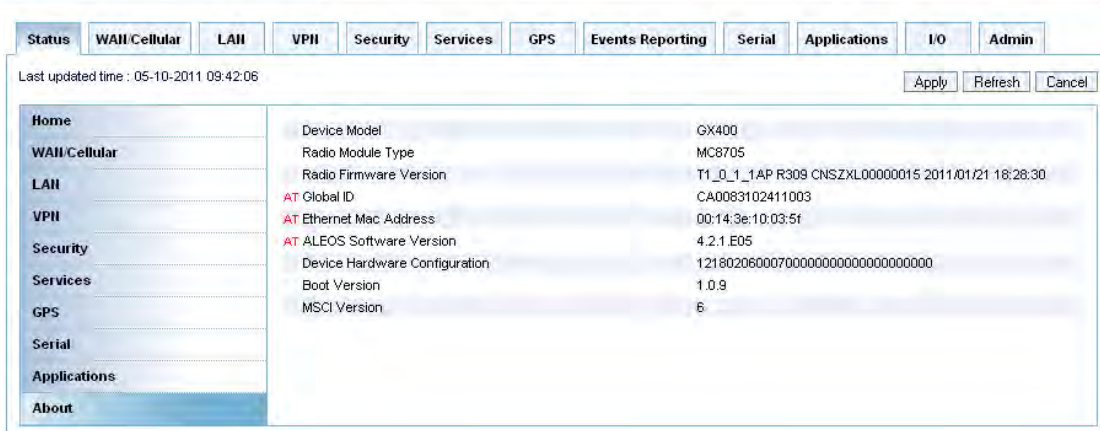 Status WAN/Cellular LAN VPN Security Services GPS Events Reporting Serial Applications I/O Admin
Last updated time : 05-10-2011 09:42:06
Apply Refresh Cancel
Home
WAN/Cellular
LAN
VPN
Security
Services
GPS
Serial
Applications
About
Device Model GX400
Radio Module Type MC8705
Radio Firmware Version T1_0_1_1AP R309 CNSZXL00000015 2011/01/21 18:28:30
AT Global ID CA0083102411003
AT Ethernet Mac Address 00:14:3e:10:03:5f
AT ALEOS Software Version 4.2.1.E05
Device Hardware Configuration 12180206000700000000000000000000
Boot Version 1.0.9
MSCI Version 6